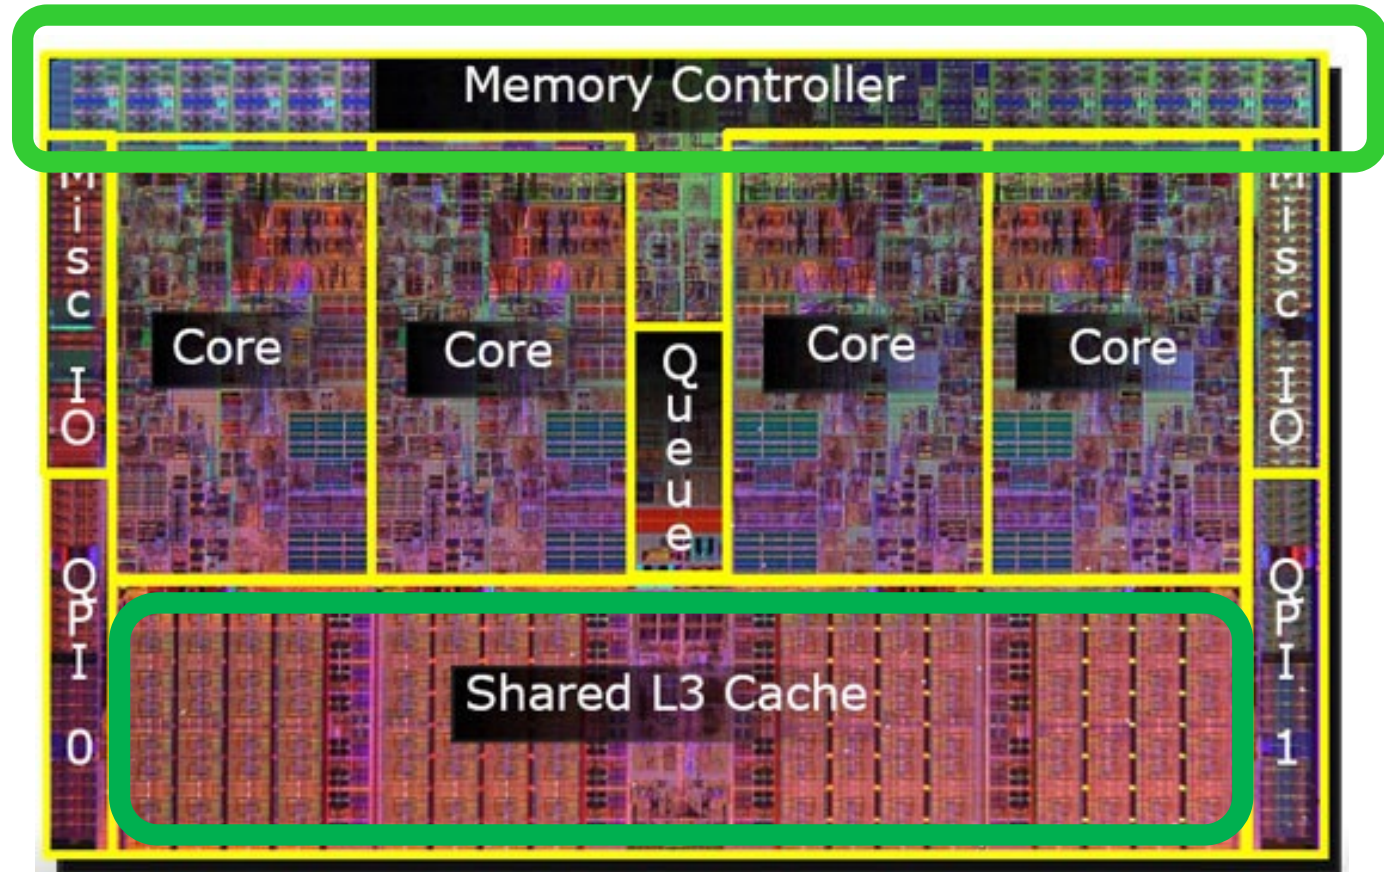 Memory Controller
Misc IO
Core
Core
Queue
Core
Core
Misc IO
QPI 0
Shared L3 Cache
QPI 1